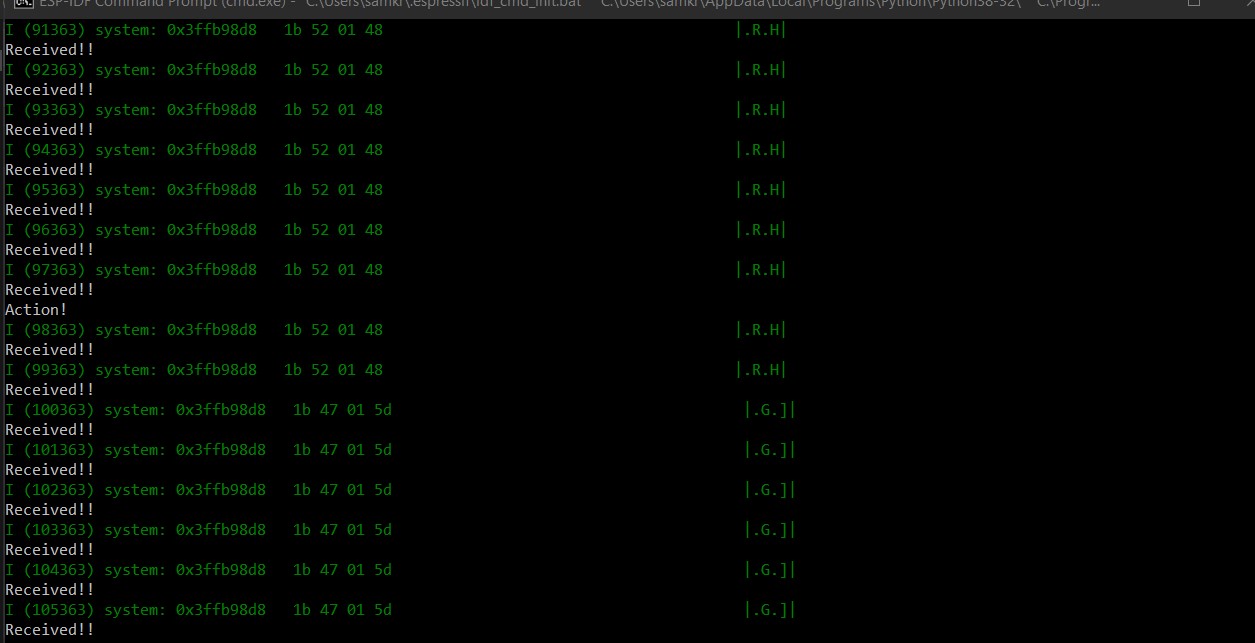 ESP-IDF Command Prompt (cmd.exe) - "C:\Users\samkr\.espressif\idf_cmd_init.bat" "C:\Users\samkr\AppData\Local\Programs\Python\Python38-32\" "C:\Progr...
I (91363) system: 0x3ffb98d8 1b 52 01 48 |.R.H|
Received!!
I (92363) system: 0x3ffb98d8 1b 52 01 48 |.R.H|
Received!!
I (93363) system: 0x3ffb98d8 1b 52 01 48 |.R.H|
Received!!
I (94363) system: 0x3ffb98d8 1b 52 01 48 |.R.H|
Received!!
I (95363) system: 0x3ffb98d8 1b 52 01 48 |.R.H|
Received!!
I (96363) system: 0x3ffb98d8 1b 52 01 48 |.R.H|
Received!!
I (97363) system: 0x3ffb98d8 1b 52 01 48 |.R.H|
Received!!
Action!
I (98363) system: 0x3ffb98d8 1b 52 01 48 |.R.H|
Received!!
I (99363) system: 0x3ffb98d8 1b 52 01 48 |.R.H|
Received!!
I (100363) system: 0x3ffb98d8 1b 47 01 5d |.G.]|
Received!!
I (101363) system: 0x3ffb98d8 1b 47 01 5d |.G.]|
Received!!
I (102363) system: 0x3ffb98d8 1b 47 01 5d |.G.]|
Received!!
I (103363) system: 0x3ffb98d8 1b 47 01 5d |.G.]|
Received!!
I (104363) system: 0x3ffb98d8 1b 47 01 5d |.G.]|
Received!!
I (105363) system: 0x3ffb98d8 1b 47 01 5d |.G.]|
Received!!